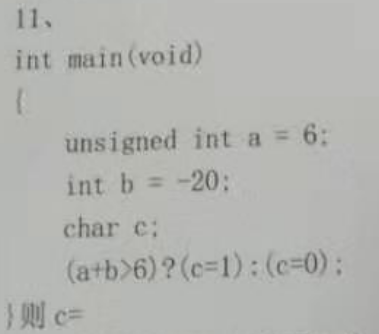 11、
int main(void)
{
unsigned int a = 6;
int b = -20;
char c;
(a+b>6)?(c=1):(c=0);
}则 c=